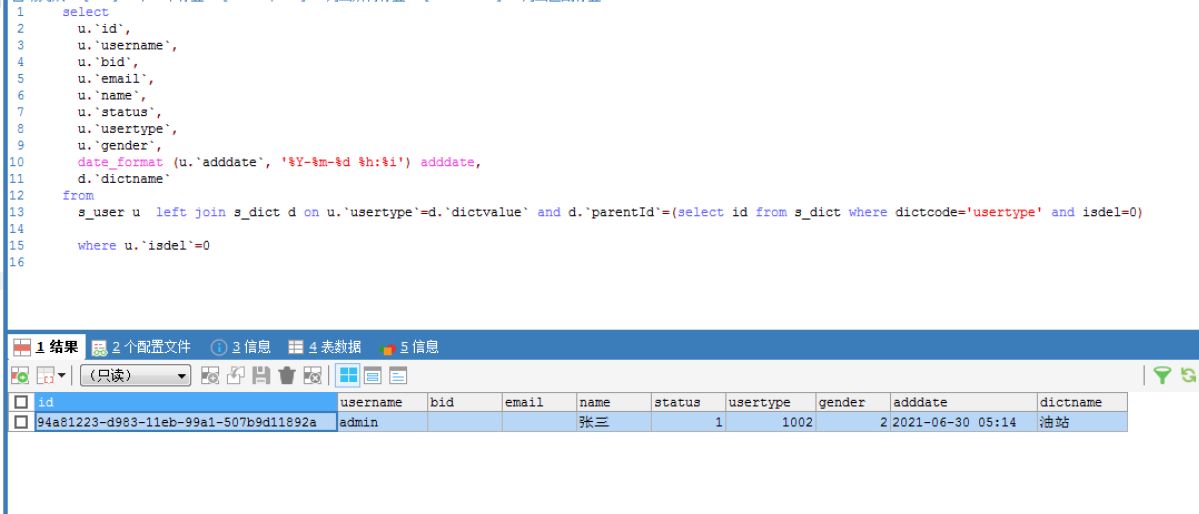 1 select
2 u.`id`,
3 u.`username`,
4 u.`bid`,
5 u.`email`,
6 u.`name`,
7 u.`status`,
8 u.`usertype`,
9 u.`gender`,
10 date_format (u.`adddate`, '%Y-%m-%d %h:%i') adddate,
11 d.`dictname`
12 from
13 s_user u left join s_dict d on u.`usertype`=d.`dictvalue` and d.`parentId`=(select id from s_dict where dictcode='usertype' and isdel=0)
14
15 where u.`isdel`=0
16
1 结果 2 个配置文件 3 信息 4 表数据 5 信息
(只读)
id username bid email name status usertype gender adddate dictname
94a81223-d983-11eb-99a1-507b9d11892a admin 张三 1 1002 2 2021-06-30 05:14 油站